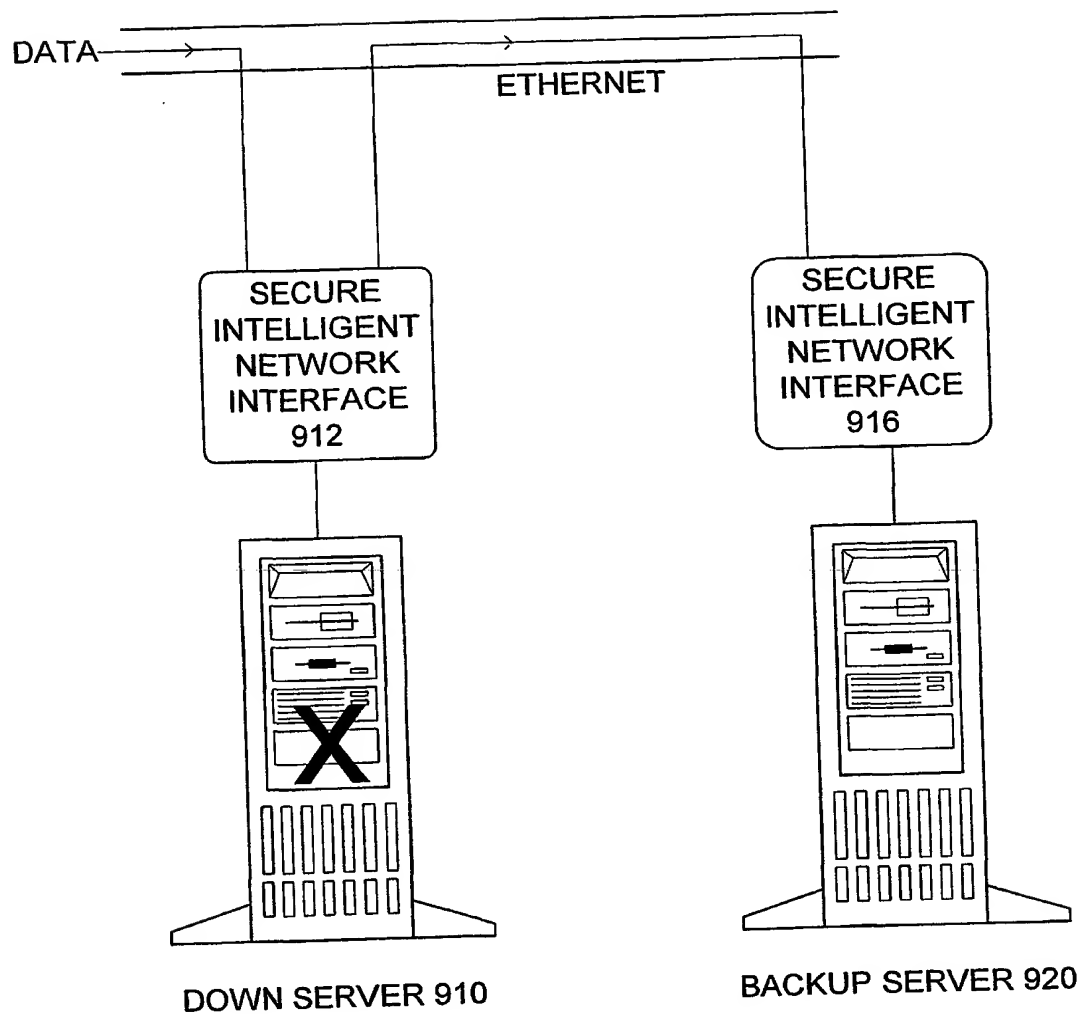 DATA
ETHERNET
SECURE
INTELLIGENT
NETWORK
INTERFACE
912
SECURE
INTELLIGENT
NETWORK
INTERFACE
916
X
DOWN SERVER 910
BACKUP SERVER 920